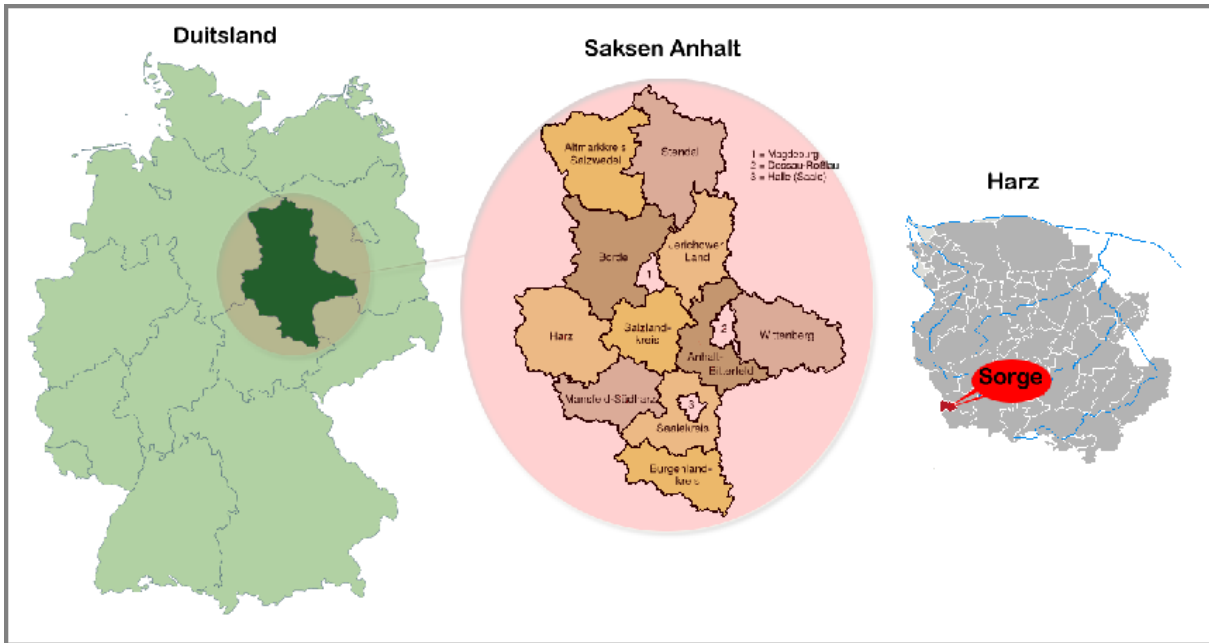 Duitsland
Saksen Anhalt
Altmarkkreis
Salzwedel
Stendal
1 = Magdeburg
2 = Dessau-Roßlau
3 = Halle (Saale)
Jerichower
Land
Börde
1
Harz
Salzland-
kreis
2
Wittenberg
Anhalt-
Bitterfeld
Mansfeld-Südharz
3
Saalekreis
Burgenland-
kreis
Harz
Sorge